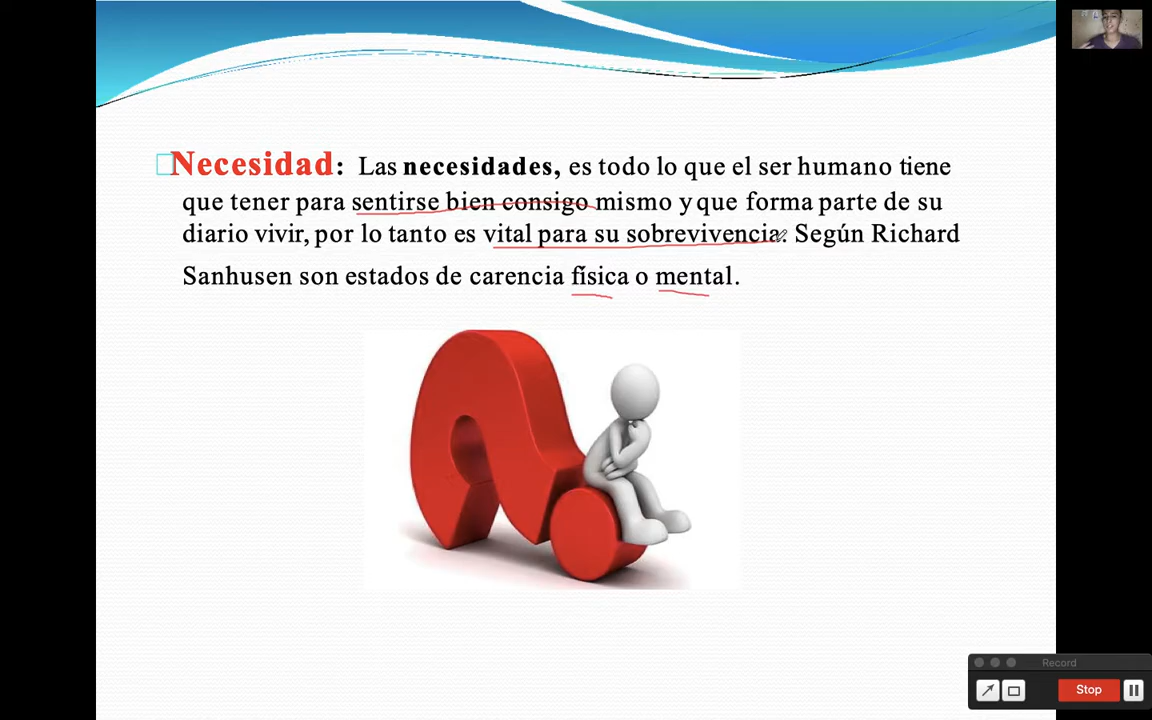 Necesidad: Las necesidades, es todo lo que el ser humano tiene
que tener para sentirse bien consigo mismo y que forma parte de su
diario vivir, por lo tanto es vital para su sobrevivencia. Según Richard
Sanhusen son estados de carencia física o mental.
Record
Stop